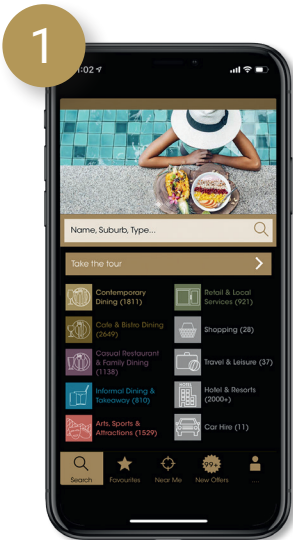 1
1:02
Name, Suburb, Type...
Take the tour
Contemporary
Dining (1811)
Retail & Local
Services (921)
Cafe & Bistro Dining
(2649)
Shopping (28)
Casual Restaurant
& Family Dining
(1138)
Travel & Leisure (37)
Informal Dining &
Takeaway (810)
Hotel & Resorts
(2000+)
Arts, Sports &
Attractions (1529)
Car Hire (11)
99+
Search
Favourites
Near Me
New Offers
...